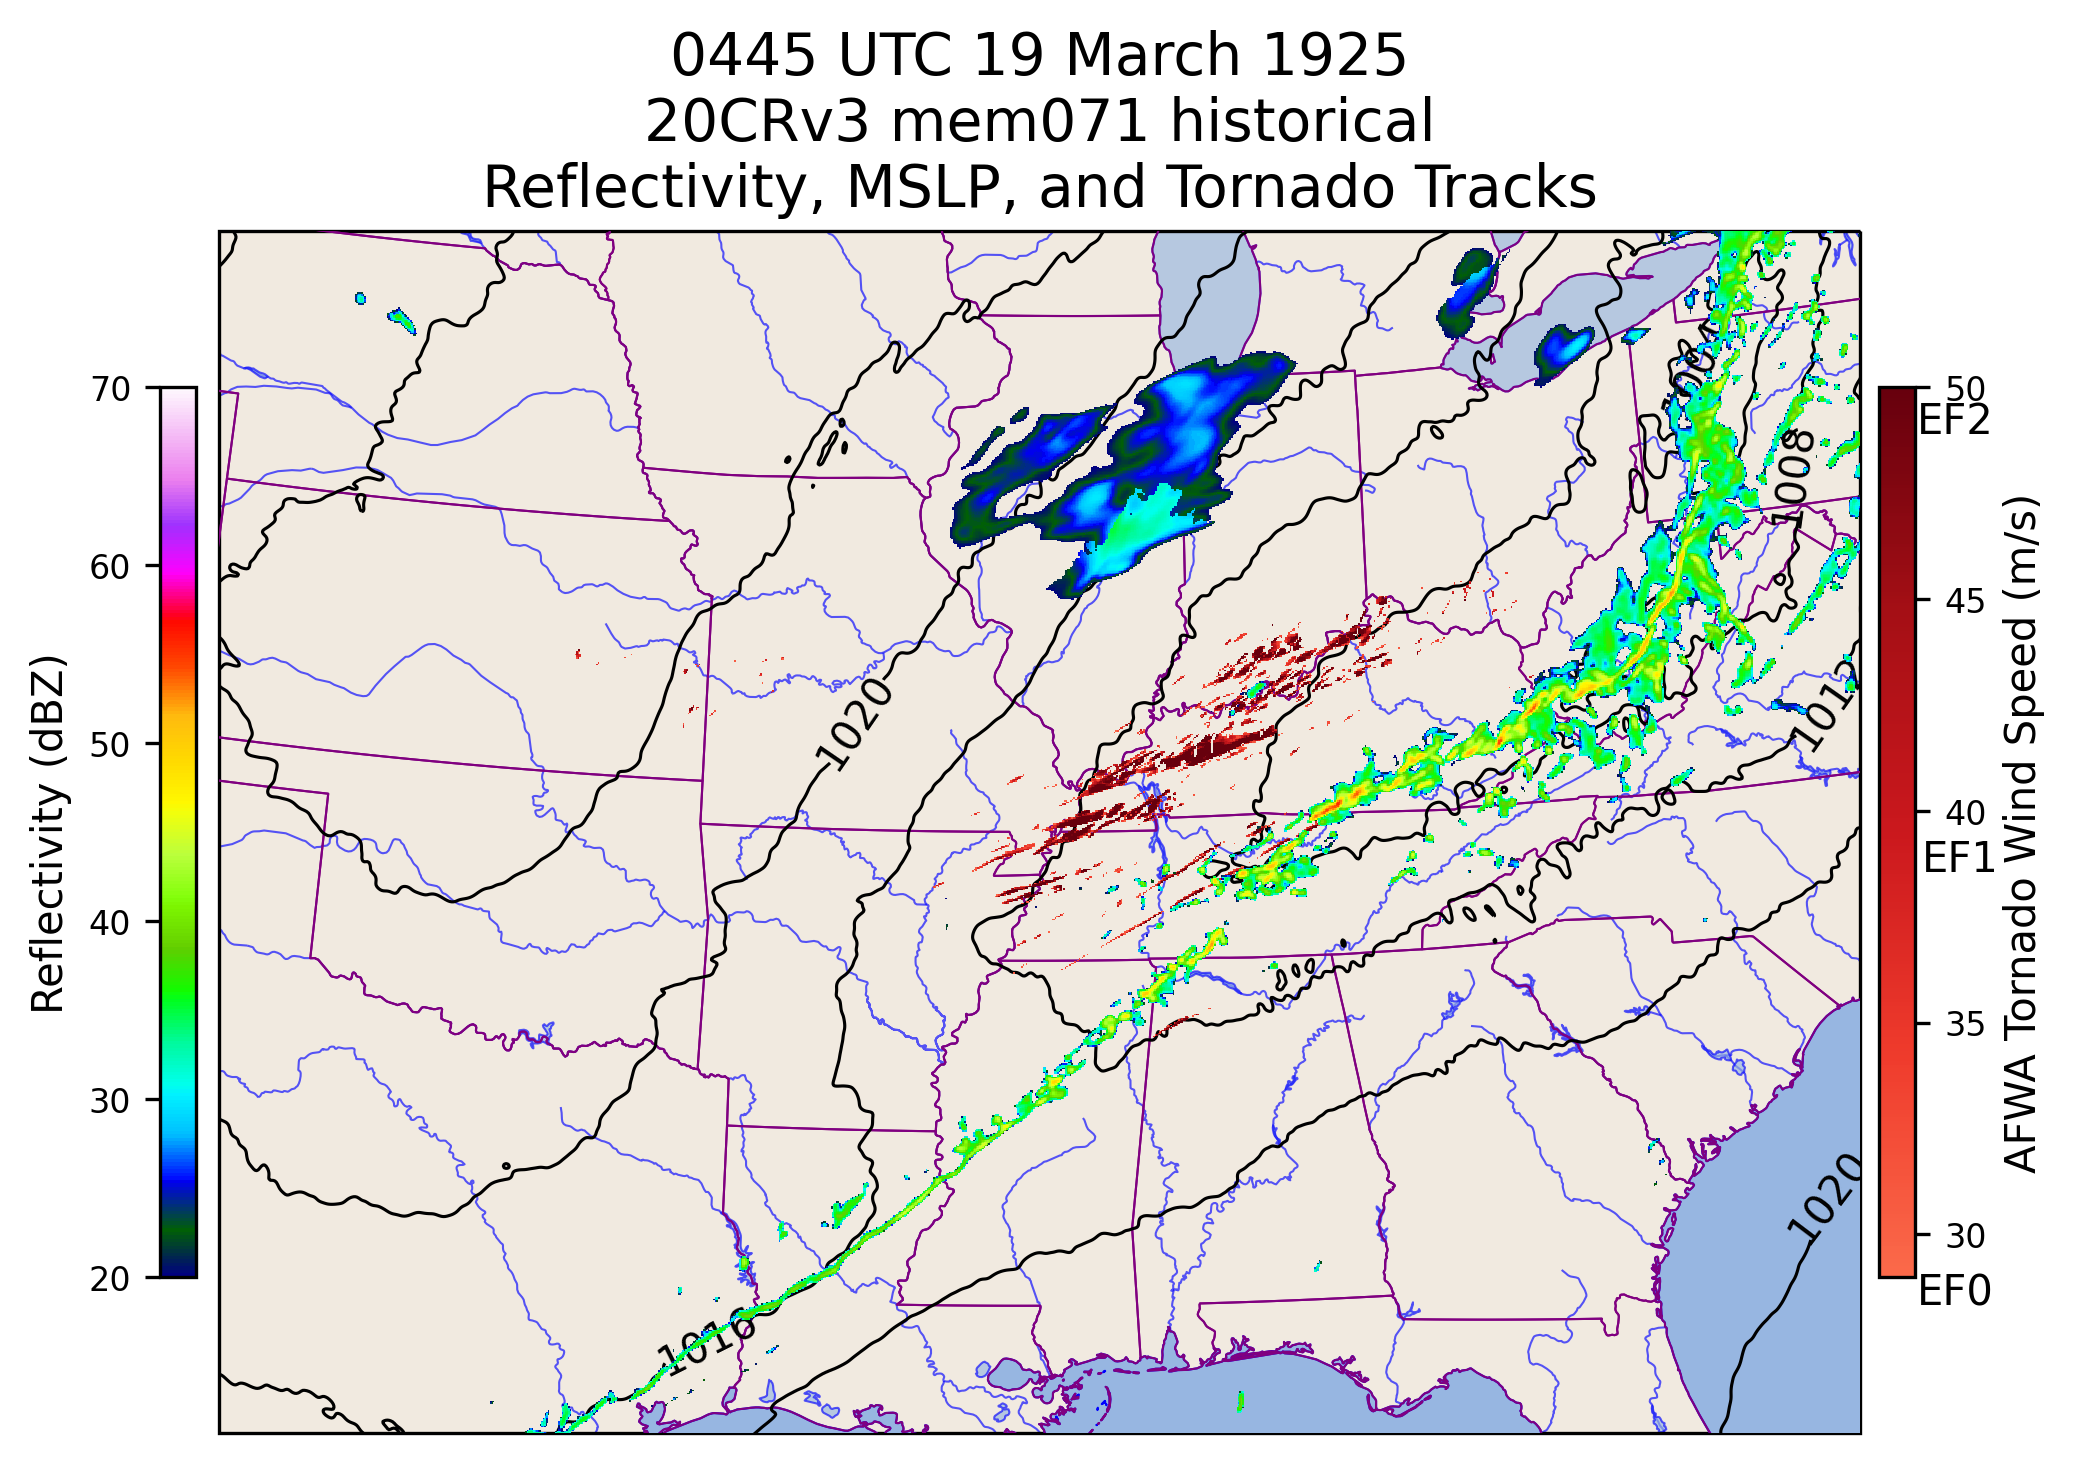 0445 UTC 19 March 1925
20CRv3 mem071 historical
Reflectivity, MSLP, and Tornado Tracks
Reflectivity (dBZ)
70
60
50
40
30
20
1004
1008
1012
1020
1020
1016
50
EF2
45
40
EF1
35
30
EF0
AFWA Tornado Wind Speed (m/s)